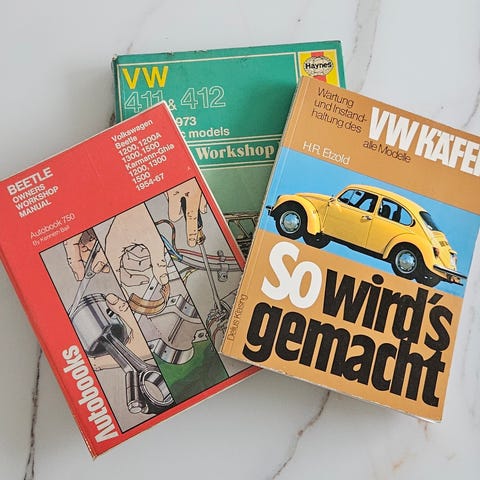 VW
411 & 412
1973
models
Workshop
Haynes
BEETLE
OWNERS
WORKSHOP
MANUAL
Autobook 750
By Kenneth Ball
Volkswagen
Beetle
1200, 1200A
1300, 1500
Karmann-Ghia
1200, 1300
1500
1954-67
Autobooks
Wartung
und Instand-
haltung des
VW KÄFER
alle Modelle
H.R. Etzold
So wird's
gemacht
Delius Klasing